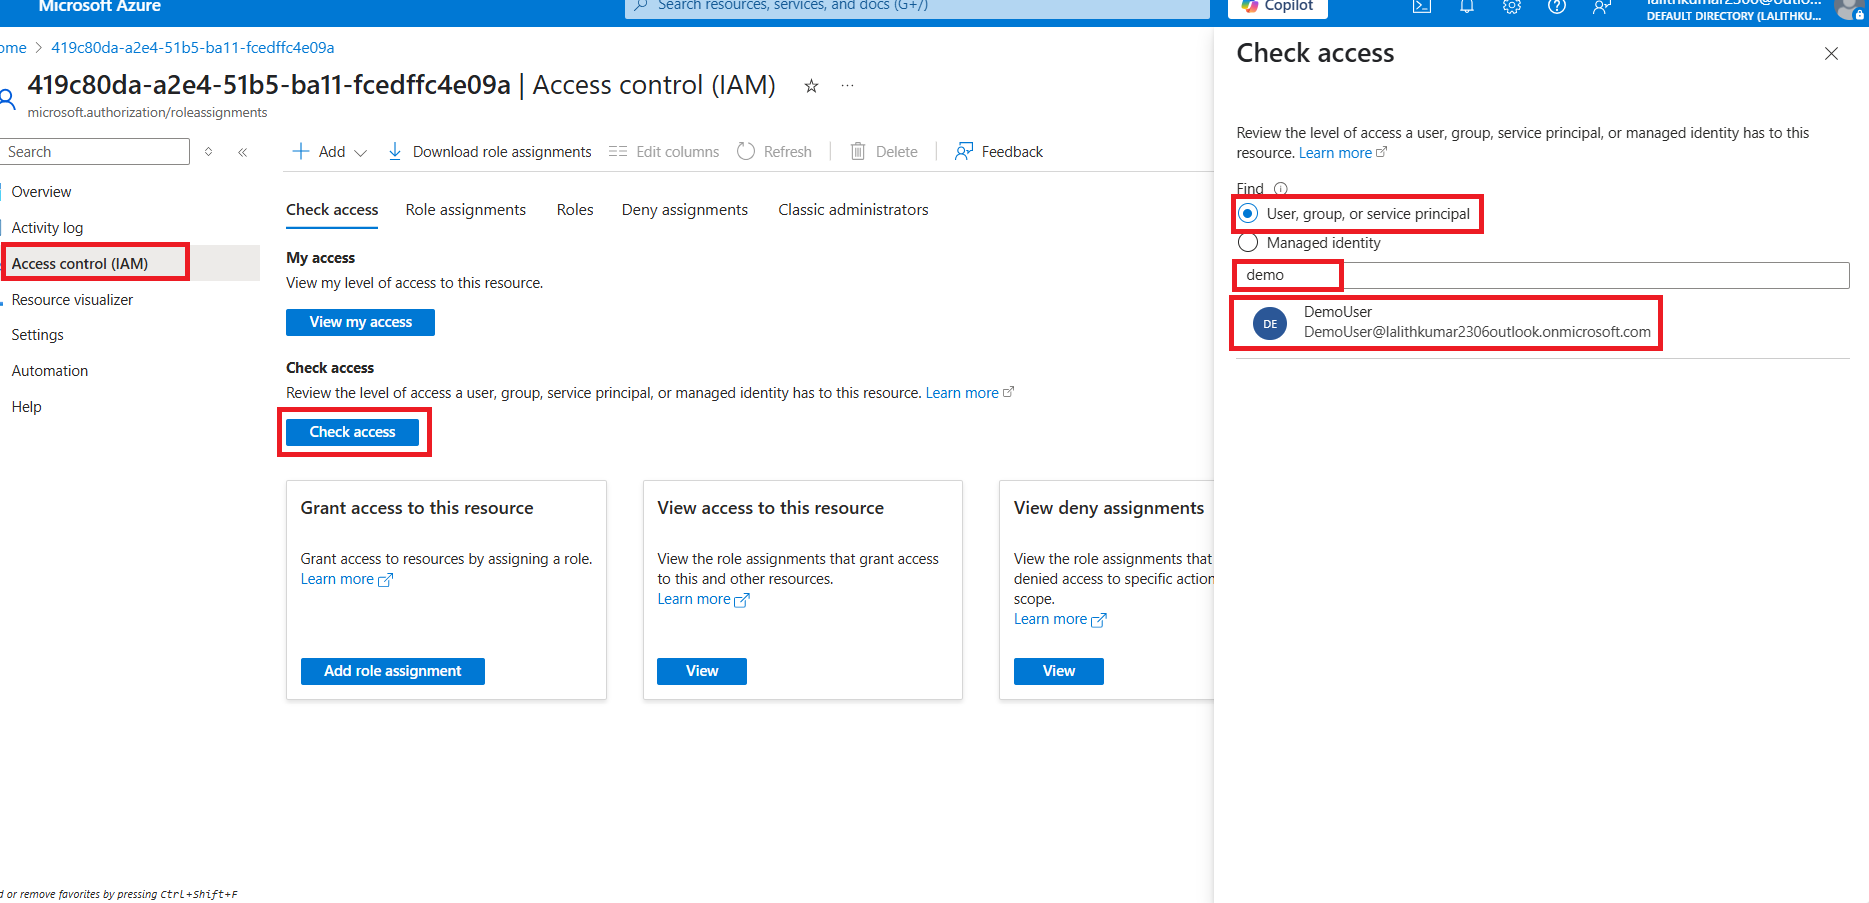 Microsoft Azure
Search resources, services, and docs (G+/)
Copilot
DEFAULT DIRECTORY (LALITHKU...
419c80da-a2e4-51b5-ba11-fcedffc4e09a
419c80da-a2e4-51b5-ba11-fcedffc4e09a | Access control (IAM)
microsoft.authorization/roleassignments
Search
Overview
Activity log
Access control (IAM)
Resource visualizer
Settings
Automation
Help
Add
Download role assignments
Edit columns
Refresh
Delete
Feedback
Check access
Role assignments
Roles
Deny assignments
Classic administrators
My access
View my level of access to this resource.
View my access
Check access
Review the level of access a user, group, service principal, or managed identity has to this resource. Learn more
Check access
Grant access to this resource
Grant access to resources by assigning a role.
Learn more
Add role assignment
View access to this resource
View the role assignments that grant access
to this and other resources.
Learn more
View
View deny assignments
View the role assignments that
denied access to specific action
scope.
Learn more
View
Check access
Review the level of access a user, group, service principal, or managed identity has to this
resource. Learn more
Find
User, group, or service principal
Managed identity
demo
DE
DemoUser
DemoUser@lalithkumar2306outlook.onmicrosoft.com
or remove favorites by pressing Ctrl+Shift+F